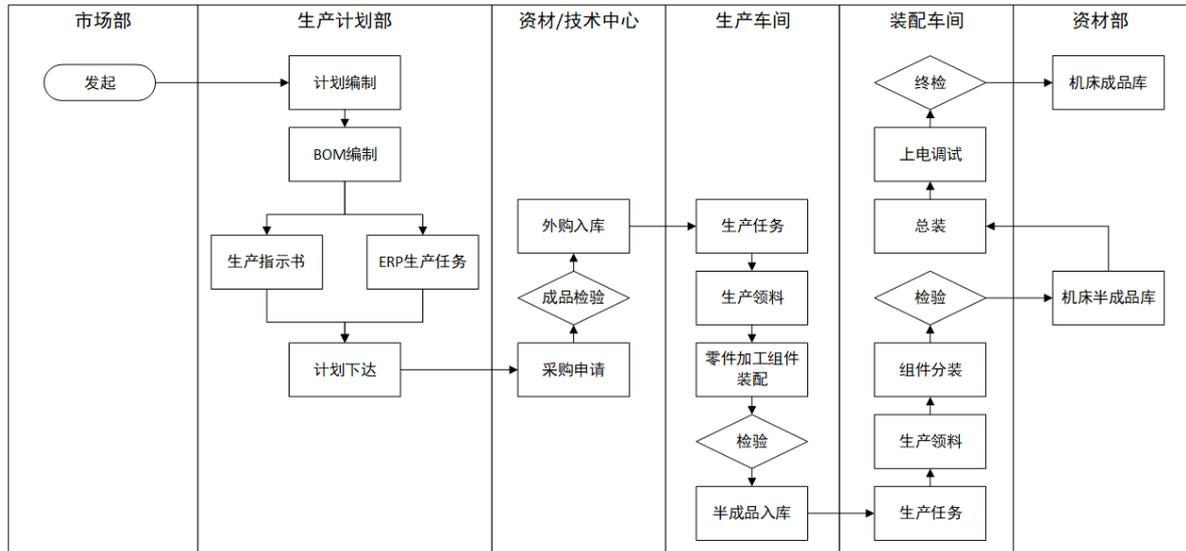 市场部
生产计划部
资材/技术中心
生产车间
装配车间
资材部
发起
计划编制
BOM编制
生产指示书
ERP生产任务
计划下达
外购入库
成品检验
采购申请
生产任务
生产领料
零件加工组件
装配
检验
半成品入库
终检
上电调试
总装
检验
组件分装
生产领料
生产任务
机床成品库
机床半成品库